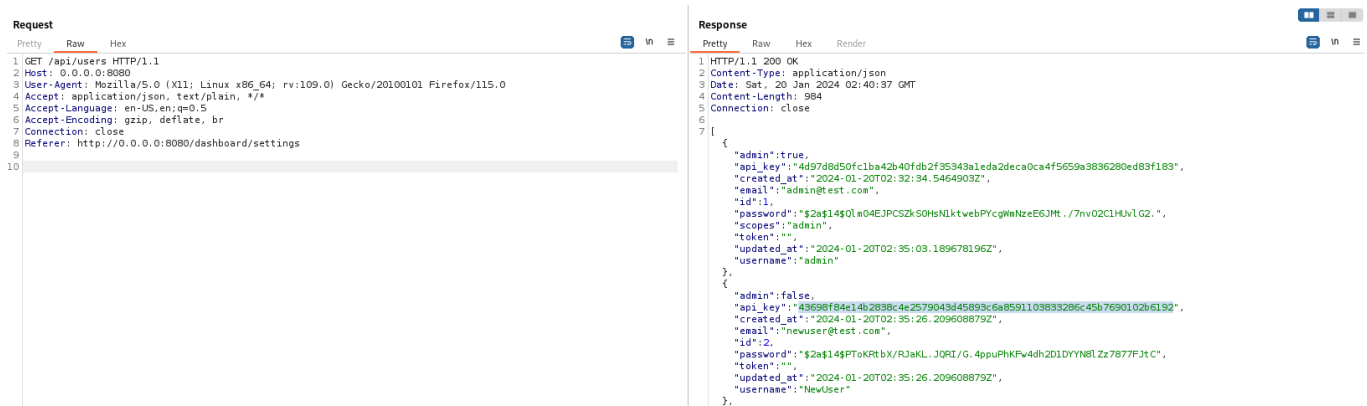 Request
Pretty Raw Hex
\n
1 GET /api/users HTTP/1.1
2 Host: 0.0.0.0:8080
3 User-Agent: Mozilla/5.0 (X11; Linux x86_64; rv:109.0) Gecko/20100101 Firefox/115.0
4 Accept: application/json, text/plain, */*
5 Accept-Language: en-US,en;q=0.5
6 Accept-Encoding: gzip, deflate, br
7 Connection: close
8 Referer: http://0.0.0.0:8080/dashboard/settings
9
10
Response
Pretty Raw Hex Render
\n
1 HTTP/1.1 200 OK
2 Content-Type: application/json
3 Date: Sat, 20 Jan 2024 02:40:37 GMT
4 Content-Length: 984
5 Connection: close
6
7 [
{
"admin":true,
"api_key":"4d97d8d50fc1ba42b40fdb2f35343a1eda2deca0ca4f5659a3836280ed83f183",
"created_at":"2024-01-20T02:32:34.5464903Z",
"email":"admin@test.com",
"id":1,
"password":"$2a$14$Qlm04EJPCSZkS0HsN1ktwebPYcgWmNzeE6JMt./7nv02C1HUvlG2.",
"scopes":"admin",
"token":"",
"updated_at":"2024-01-20T02:35:03.189678196Z",
"username":"admin"
},
{
"admin":false,
"api_key":"43698f84e14b2838c4e2579043d45893c6a8591103833286c45b7690102b6192",
"created_at":"2024-01-20T02:35:26.209608879Z",
"email":"newuser@test.com",
"id":2,
"password":"$2a$14$PToKRtbX/RJaKL.JQRI/G.4ppuPhKFw4dh2D1DYYN8lZz7877FJtC",
"token":"",
"updated_at":"2024-01-20T02:35:26.209608879Z",
"username":"NewUser"
},